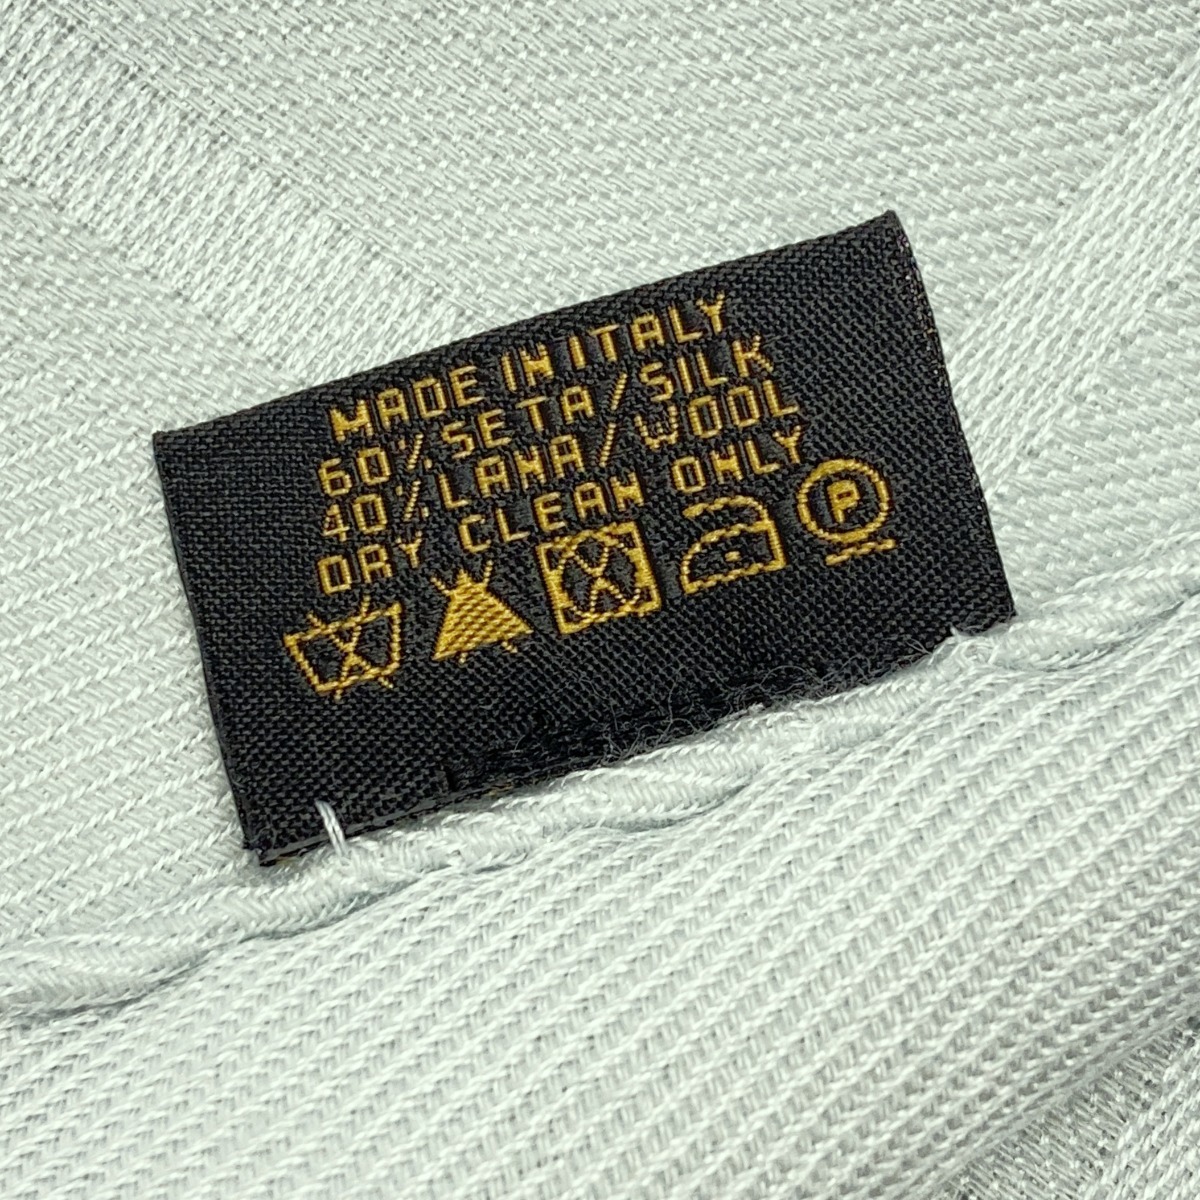 MADE IN ITALY
60% SETA/SILK
40% LANA/WOOL
DRY CLEAN ONLY
P